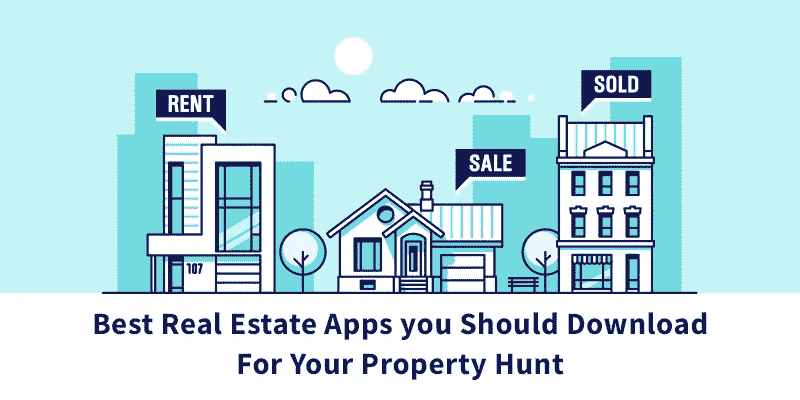 RENT
SOLD
SALE
107
Best Real Estate Apps you Should Download
For Your Property Hunt